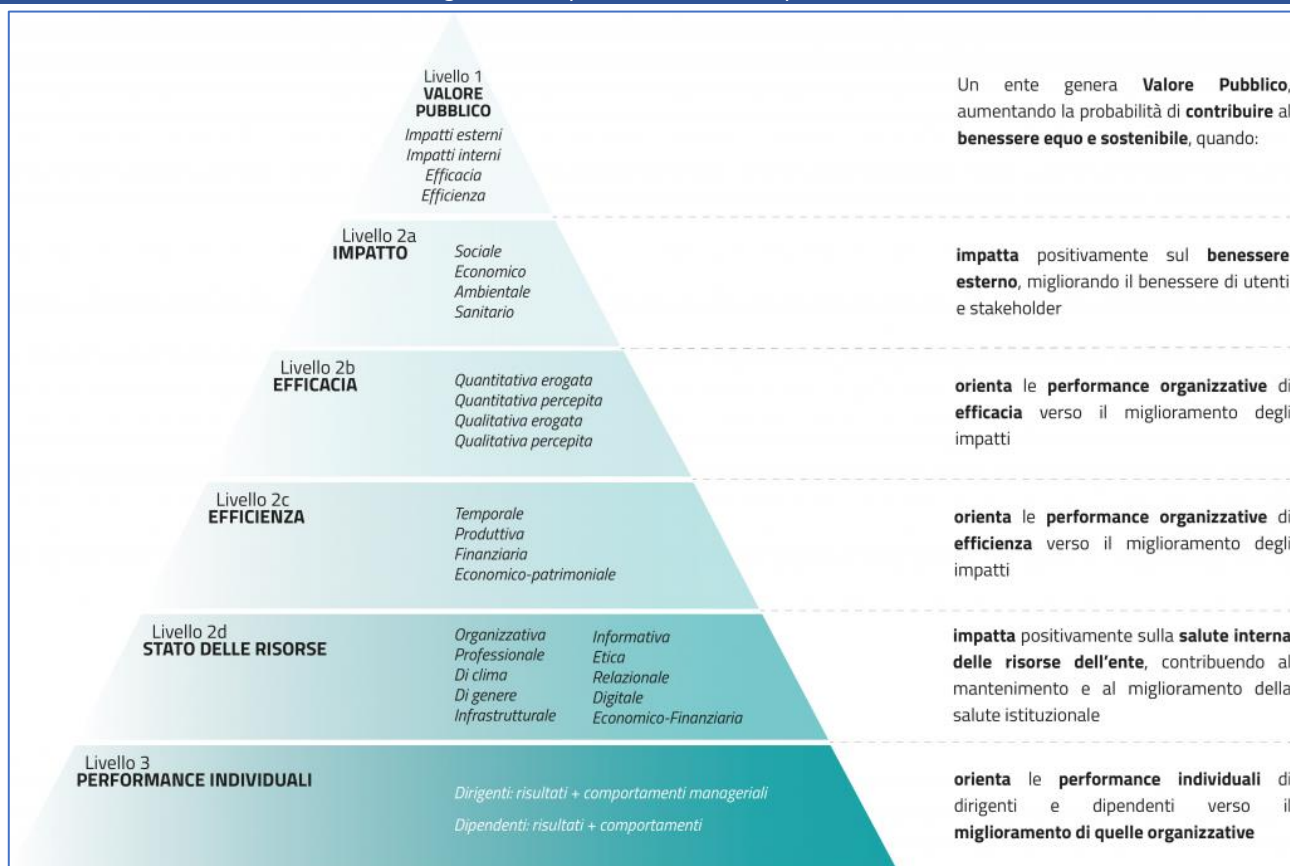 Livello 1
VALORE
PUBBLICO
Impatti esterni
Impatti interni
Efficacia
Efficienza
Un ente genera Valore Pubblico,
aumentando la probabilità di contribuire al
benessere equo e sostenibile, quando:
Livello 2a
IMPATTO
Sociale
Economico
Ambientale
Sanitario
impatta positivamente sul benessere
esterno, migliorando il benessere di utenti
e stakeholder
Livello 2b
EFFICACIA
Quantitativa erogata
Quantitativa percepita
Qualitativa erogata
Qualitativa percepita
orienta le performance organizzative di
efficacia verso il miglioramento degli
impatti
Livello 2c
EFFICIENZA
Temporale
Produttiva
Finanziaria
Economico-patrimoniale
orienta le performance organizzative di
efficienza verso il miglioramento degli
impatti
Livello 2d
STATO DELLE RISORSE
Organizzativa
Professionale
Di clima
Di genere
Infrastrutturale
Informativa
Etica
Relazionale
Digitale
Economico-Finanziaria
impatta positivamente sulla salute interna
delle risorse dell'ente, contribuendo al
mantenimento e al miglioramento della
salute istituzionale
Livello 3
PERFORMANCE INDIVIDUALI
Dirigenti: risultati + comportamenti manageriali
Dipendenti: risultati + comportamenti
orienta le performance individuali di
dirigenti e dipendenti verso il
miglioramento di quelle organizzative